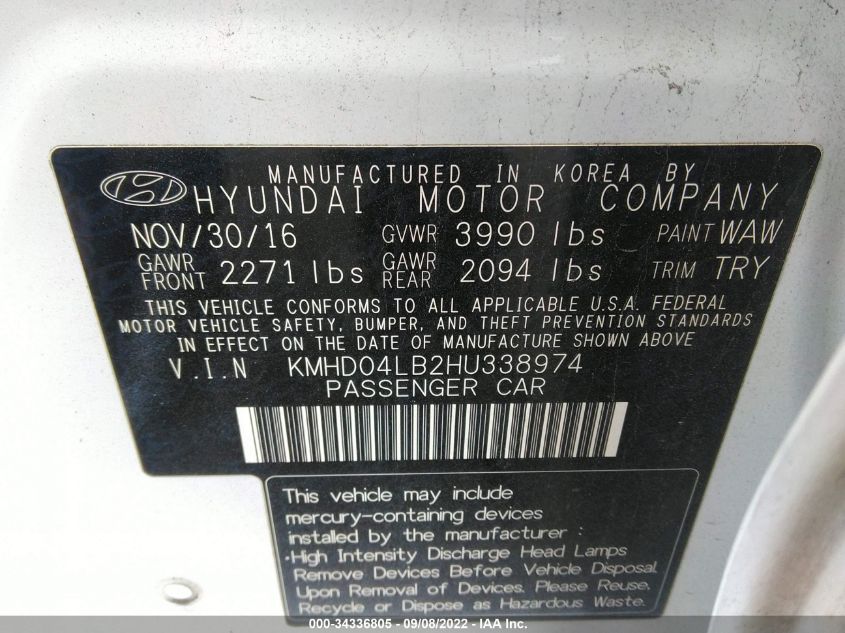 MANUFACTURED IN KOREA BY
HYUNDAI MOTOR COMPANY
NOV/30/16 GVWR 3990 lbs PAINT WAW
GAWR FRONT 2271 lbs GAWR REAR 2094 lbs TRIM TRY
THIS VEHICLE CONFORMS TO ALL APPLICABLE U.S.A. FEDERAL
MOTOR VEHICLE SAFETY, BUMPER, AND THEFT PREVENTION STANDARDS
IN EFFECT ON THE DATE OF MANUFACTURE SHOWN ABOVE
V.I.N KMHD04LB2HU338974
PASSENGER CAR
This vehicle may include
mercury-containing devices
installed by the manufacturer :
•High Intensity Discharge Head Lamps
Remove Devices Before Vehicle Disposal.
Upon Removal of Devices. Please Reuse,
Recycle or Dispose as Hazardous Waste.
000-34336805 - 09/08/2022 - IAA Inc.